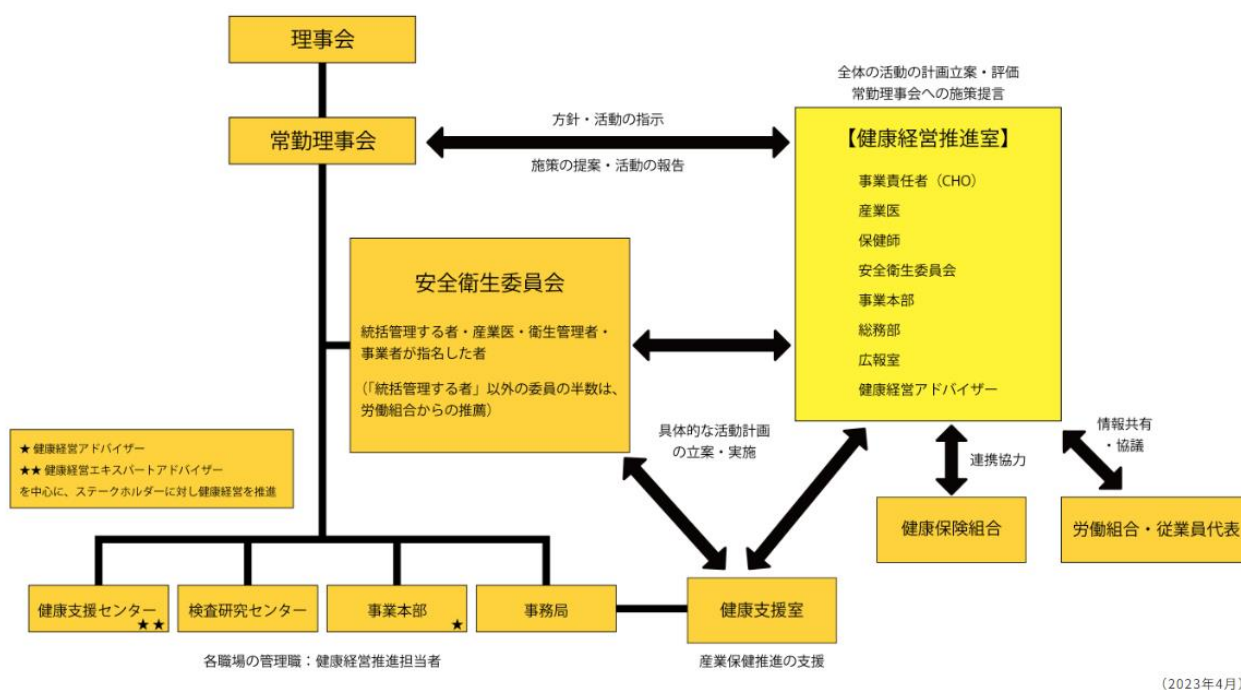 理事会
全体の活動の計画立案・評価
常勤理事会への施策提言
常勤理事会
方針・活動の指示
施策の提案・活動の報告
【健康経営推進室】
事業責任者（CHO）
産業医
保健師
安全衛生委員会
事業本部
総務部
広報室
健康経営アドバイザー
安全衛生委員会
統括管理する者・産業医・衛生管理者・
事業者が指名した者
（「統括管理する者」以外の委員の半数は、
労働組合からの推薦）
具体的な活動計画
の立案・実施
連携協力
情報共有
・協議
★ 健康経営アドバイザー
★★ 健康経営エキスパートアドバイザー
を中心に、ステークホルダーに対し健康経営を推進
健康保険組合
労働組合・従業員代表
健康支援センター
★★
検査研究センター
事業本部
★
事務局
健康支援室
各職場の管理職：健康経営推進担当者
産業保健推進の支援
（2023年4月）